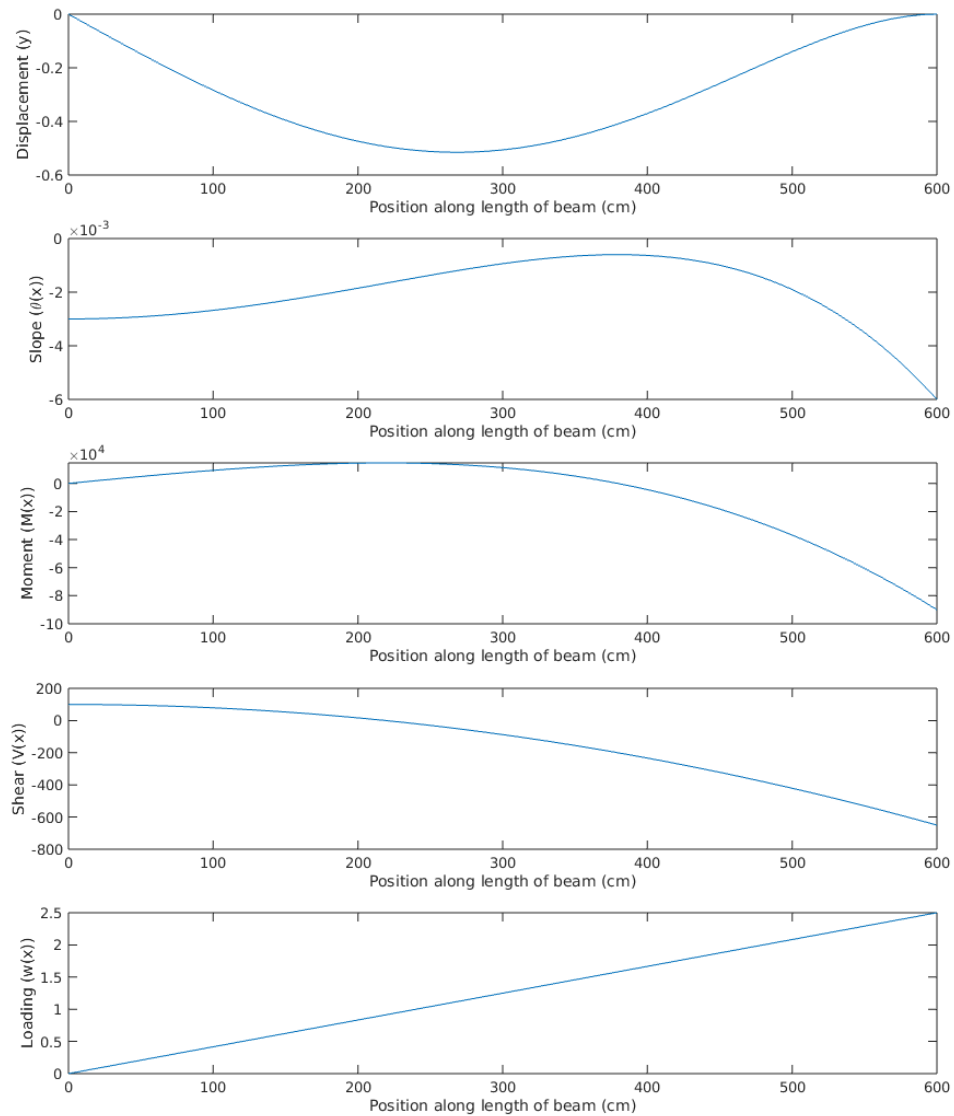 Displacement (y)
0
-0.2
-0.4
-0.6
0 100 200 300 400 500 600
Position along length of beam (cm)
×10⁻³
Slope (θ(x))
0
-2
-4
-6
0 100 200 300 400 500 600
Position along length of beam (cm)
×10⁴
Moment (M(x))
0
-2
-4
-6
-8
-10
0 100 200 300 400 500 600
Position along length of beam (cm)
Shear (V(x))
200
0
-200
-400
-600
-800
0 100 200 300 400 500 600
Position along length of beam (cm)
Loading (w(x))
2.5
2
1.5
1
0.5
0
0 100 200 300 400 500 600
Position along length of beam (cm)